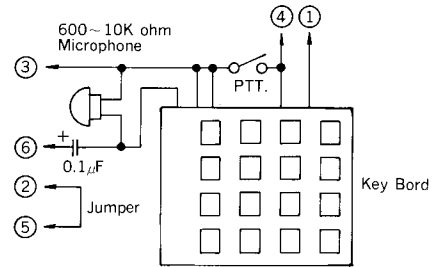 600~10K ohm
Microphone
④ ①
③
PTT.
+
⑥
0.1μF
②
Jumper
⑤
Key Bord